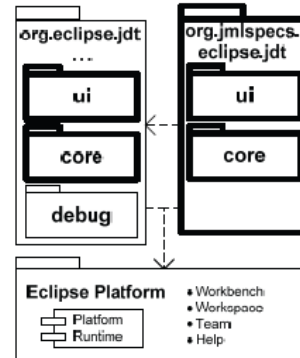 org.eclipse.jdt
...
ui
core
debug
org.jmlspecs.
eclipse.jdt
ui
core
Eclipse Platform
Platform
Runtime
• Workbench
• Workspace
• Team
• Help